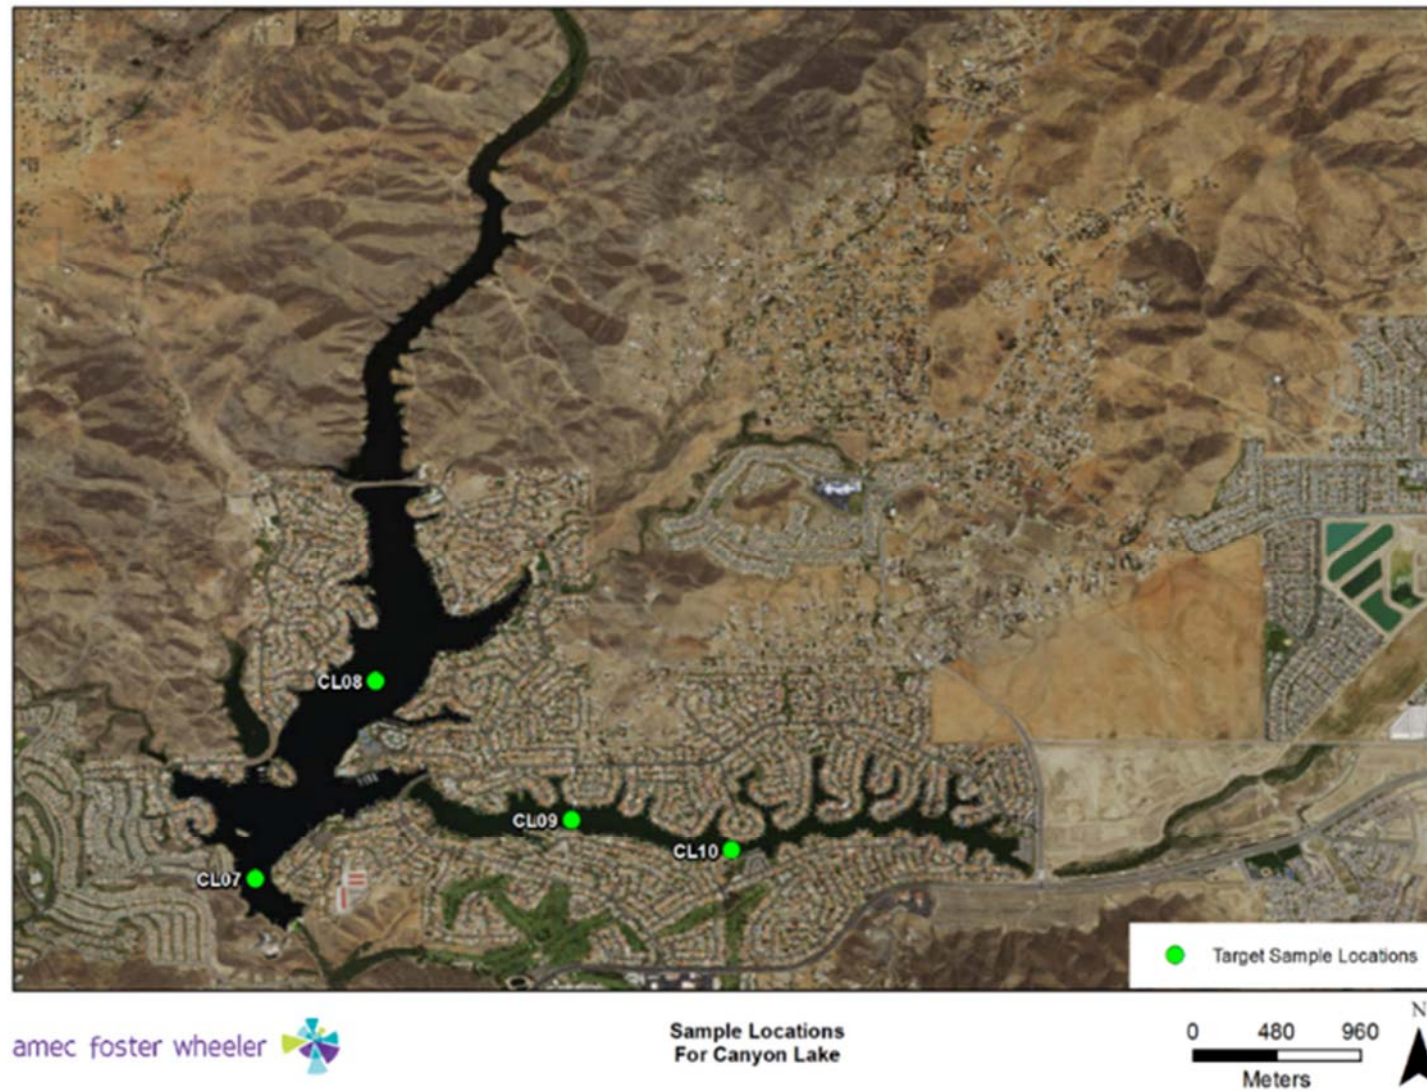 CL08
CL09
CL10
CL07
Target Sample Locations
amec foster wheeler
Sample Locations
For Canyon Lake
0 480 960
Meters
N